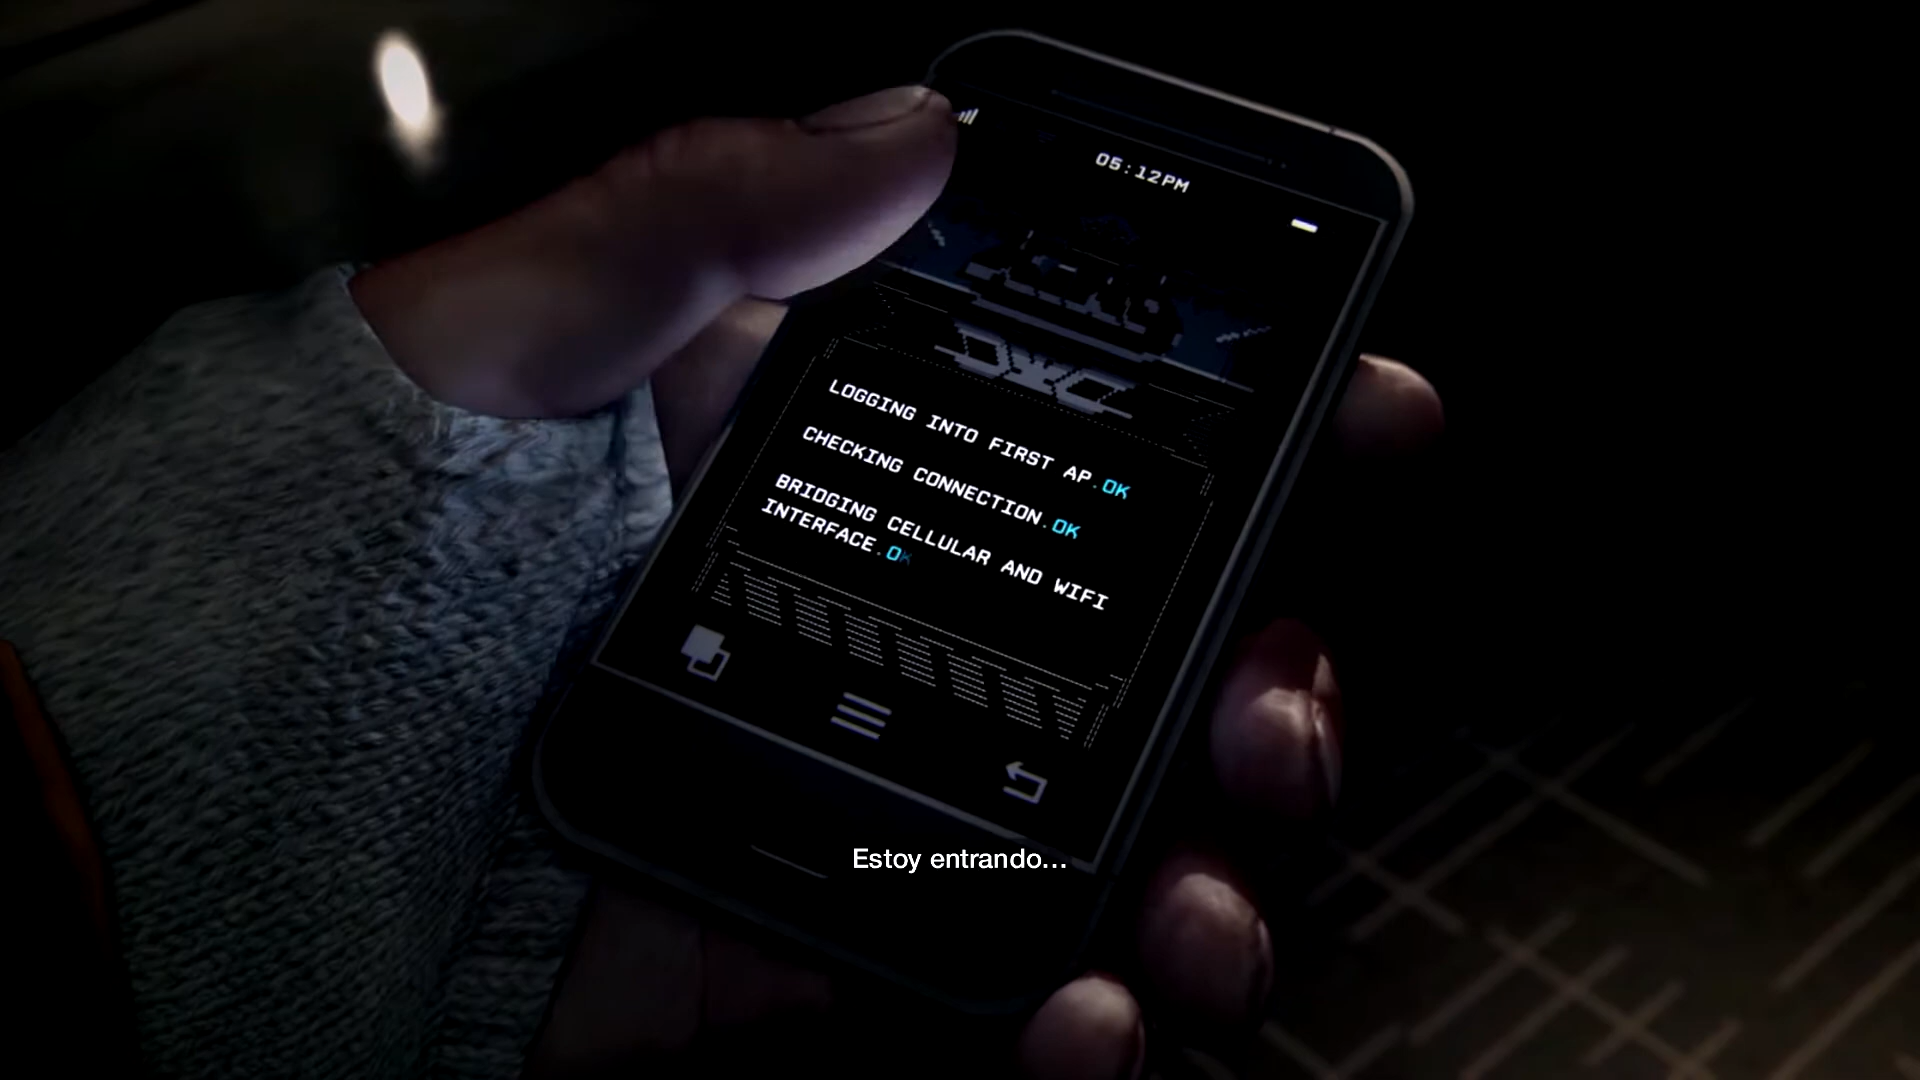 05:12PM
LOGGING INTO FIRST AP.OK
CHECKING CONNECTION.OK
BRIDGING CELLULAR AND WIFI
INTERFACE.OK
Estoy entrando...